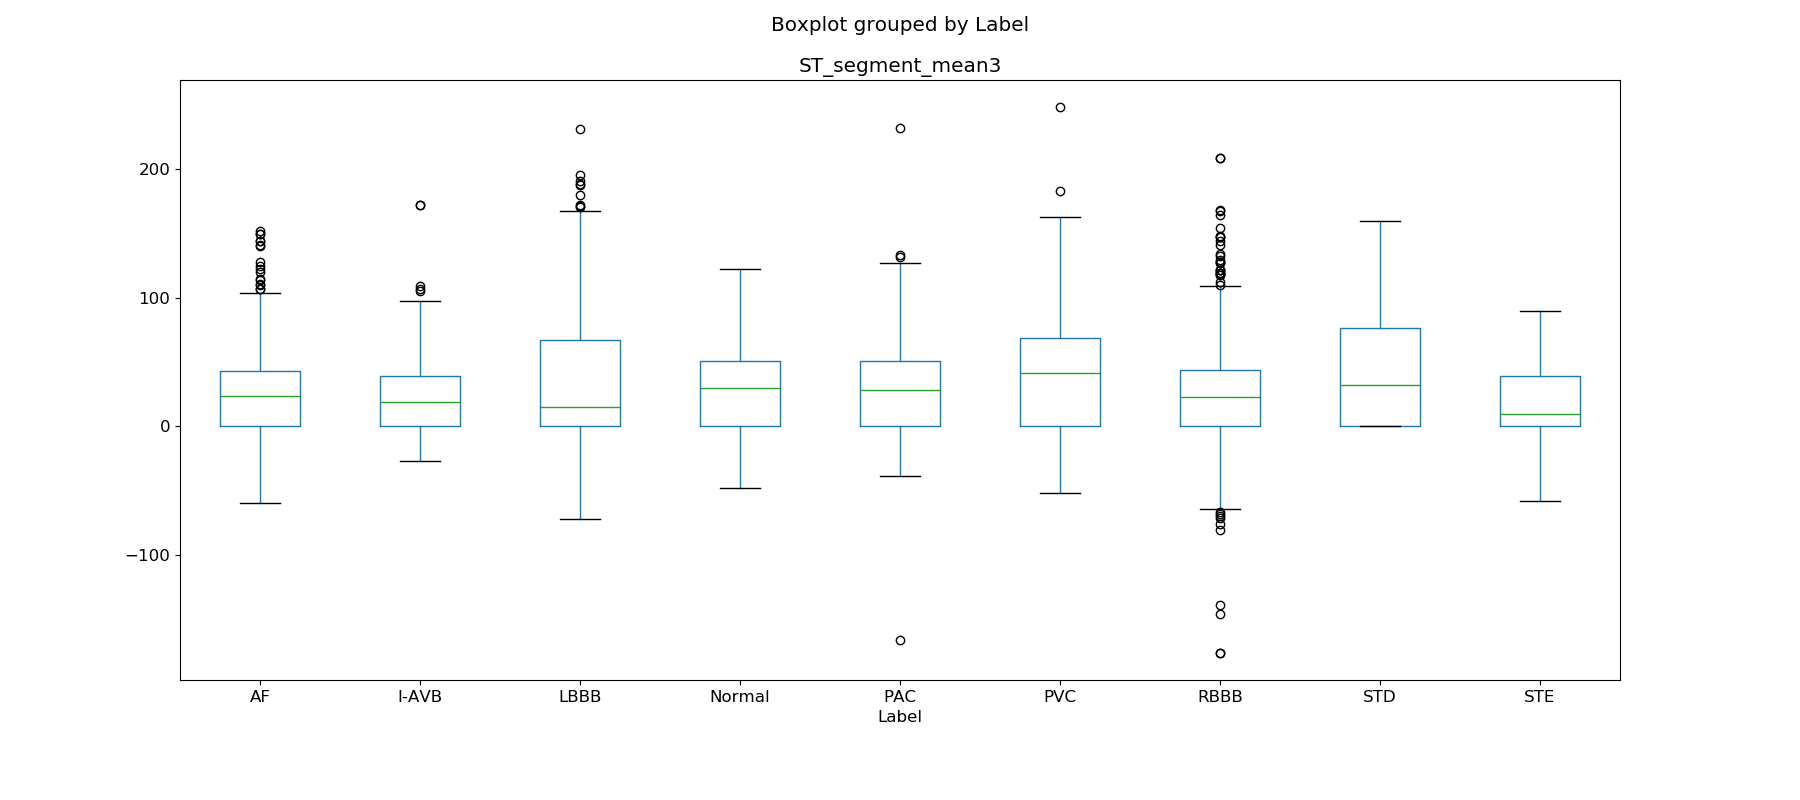 Boxplot grouped by Label
ST_segment_mean3
200
100
0
−100
AF I-AVB LBBB Normal PAC PVC RBBB STD STE
Label